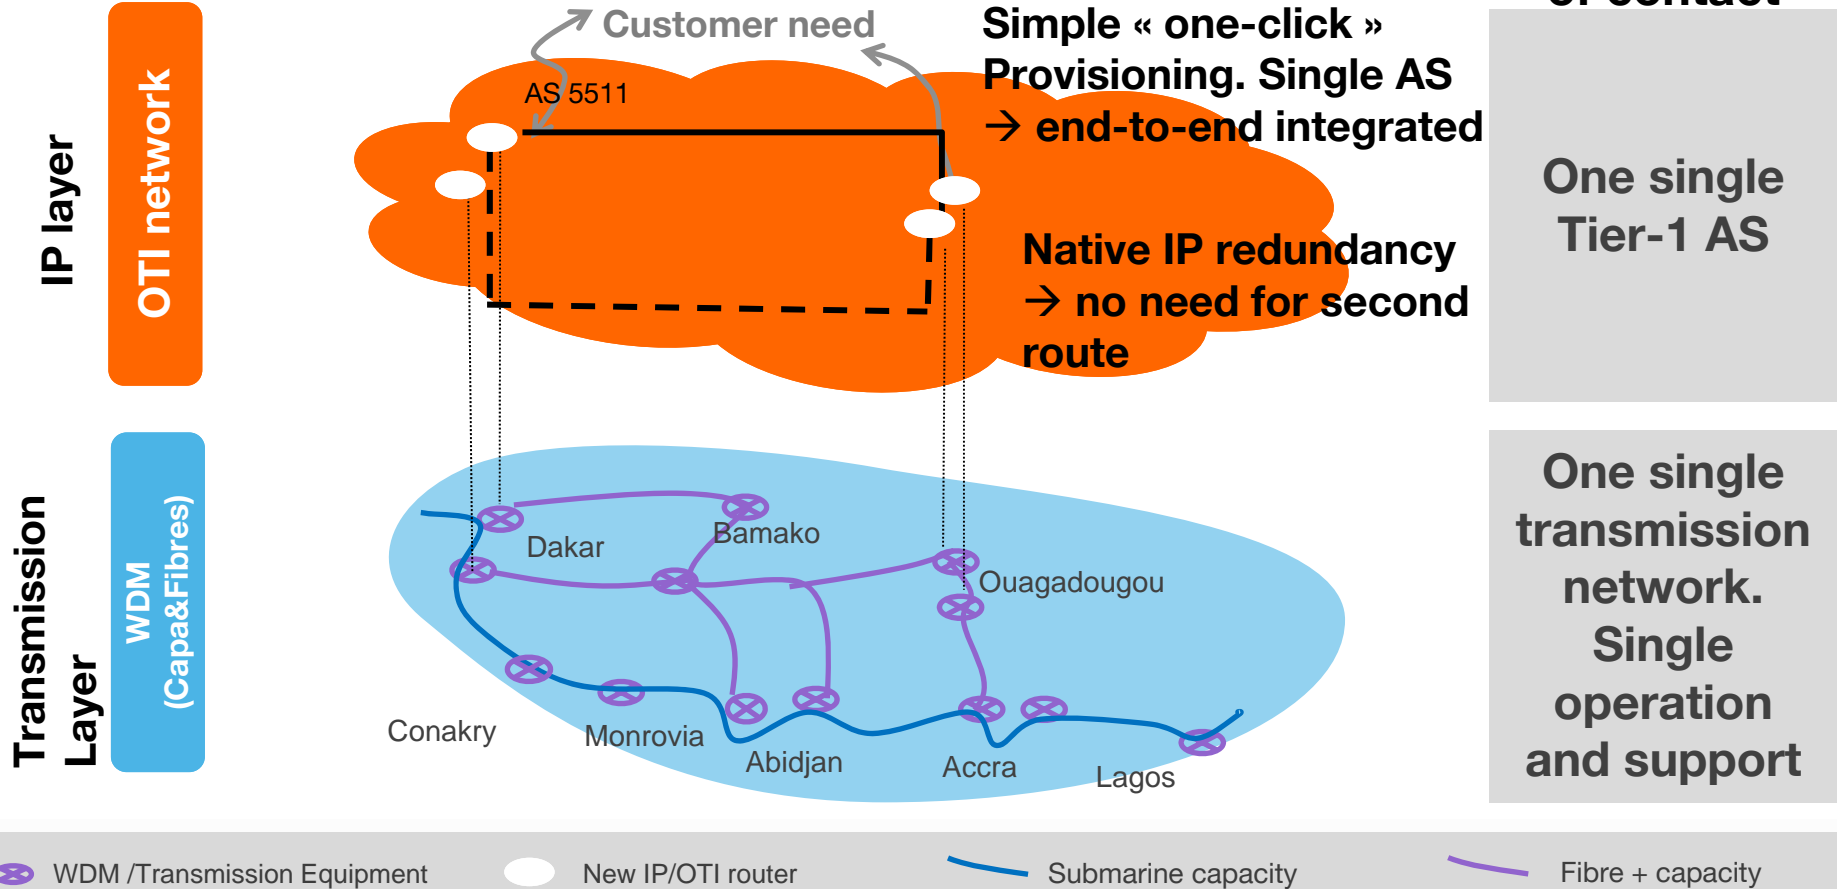 of contact
Customer need
Simple « one-click »
Provisioning. Single AS
→ end-to-end integrated
AS 5511
IP layer
OTI network
One single
Tier-1 AS
Native IP redundancy
→ no need for second
route
Transmission
Layer
WDM
(Capa&Fibres)
Dakar
Bamako
Ouagadougou
Conakry
Monrovia
Abidjan
Accra
Lagos
One single
transmission
network.
Single
operation
and support
WDM /Transmission Equipment
New IP/OTI router
Submarine capacity
Fibre + capacity